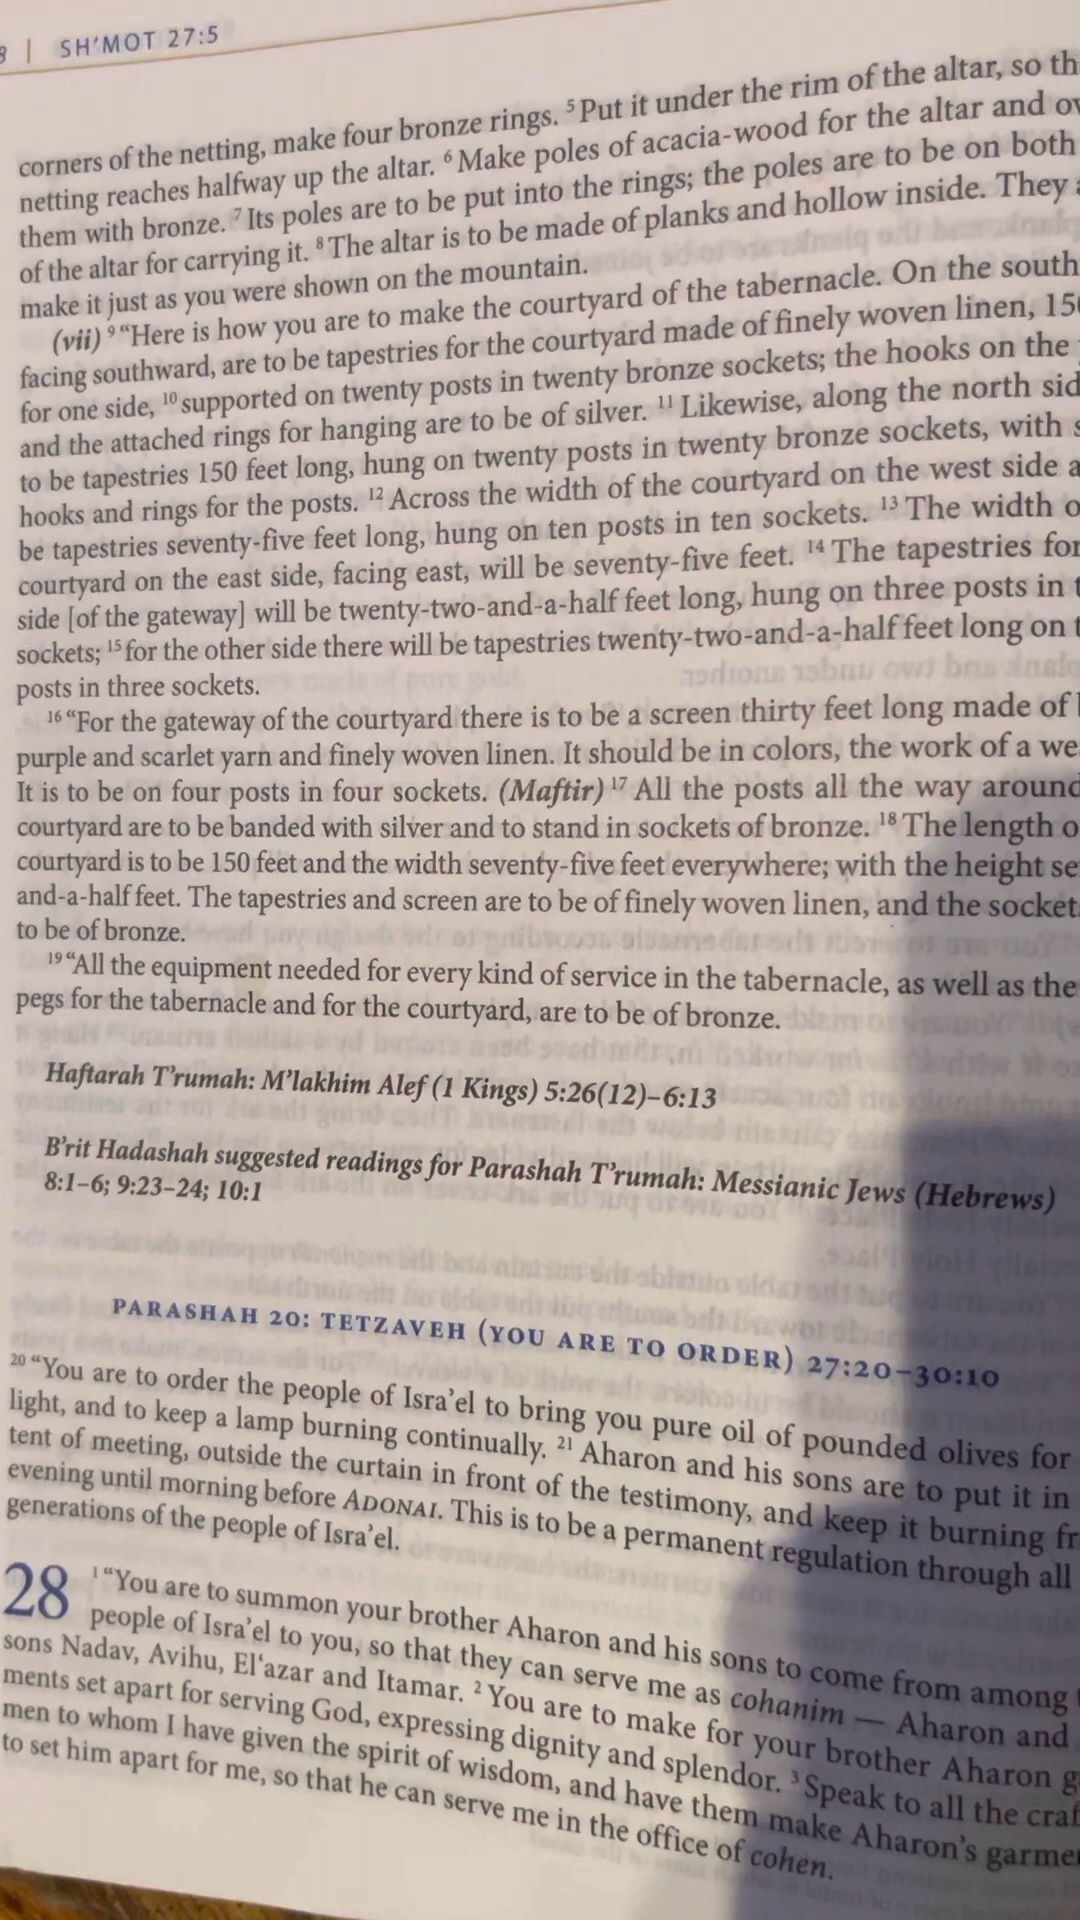 SH'MOT 27:5
corners of the netting, make four bronze rings. 5 Put it under the rim of the altar, so
netting reaches halfway up the altar. 6 Make poles of acacia-wood for the altar and
them with bronze. 7 Its poles are to be put into the rings; the poles are to be on both
of the altar for carrying it. 8 The altar is to be made of planks and hollow inside. They
make it just as you were shown on the mountain.
(vii) 9 “Here is how you are to make the courtyard of the tabernacle. On the south
facing southward, are to be tapestries for the courtyard made of finely woven linen,
for one side, 10 supported on twenty posts in twenty bronze sockets; the hooks on the
and the attached rings for hanging are to be of silver. 11 Likewise, along the north
to be tapestries 150 feet long, hung on twenty posts in twenty bronze sockets, with
hooks and rings for the posts. 12 Across the width of the courtyard on the west side
be tapestries seventy-five feet long, hung on ten posts in ten sockets. 13 The width
courtyard on the east side, facing east, will be seventy-five feet. 14 The tapestries for
side [of the gateway] will be twenty-two-and-a-half feet long, hung on three posts in
sockets; 15 for the other side there will be tapestries twenty-two-and-a-half feet long on
posts in three sockets.
16 “For the gateway of the courtyard there is to be a screen thirty feet long made of
purple and scarlet yarn and finely woven linen. It should be in colors, the work of a
It is to be on four posts in four sockets. (Maftir) 17 All the posts all the way around
courtyard are to be banded with silver and to stand in sockets of bronze. 18 The length
courtyard is to be 150 feet and the width seventy-five feet everywhere; with the height
and-a-half feet. The tapestries and screen are to be of finely woven linen, and the
to be of bronze.
19 “All the equipment needed for every kind of service in the tabernacle, as well as the
pegs for the tabernacle and for the courtyard, are to be of bronze.
Haftarah T'rumah: M'lakhim Alef (1 Kings) 5:26(12)–6:13
B'rit Hadashah suggested readings for Parashah T'rumah: Messianic Jews (Hebrews)
8:1–6; 9:23–24; 10:1
PARASHAH 20: TETZAVEH (YOU ARE TO ORDER) 27:20–30:10
20 “You are to order the people of Isra'el to bring you pure oil of pounded olives for
light, and to keep a lamp burning continually. 21 Aharon and his sons are to put it in
tent of meeting, outside the curtain in front of the testimony, and keep it burning
evening until morning before ADONAI. This is to be a permanent regulation through all
generations of the people of Isra'el.
28 1 “You are to summon your brother Aharon and his sons to come from among
people of Isra'el to you, so that they can serve me as cohanim — Aharon and
sons Nadav, Avihu, El‘azar and Itamar. 2 You are to make for your brother Aharon
ments set apart for serving God, expressing dignity and splendor. 3 Speak to all the
men to whom I have given the spirit of wisdom, and have them make Aharon's
to set him apart for me, so that he can serve me in the office of cohen.